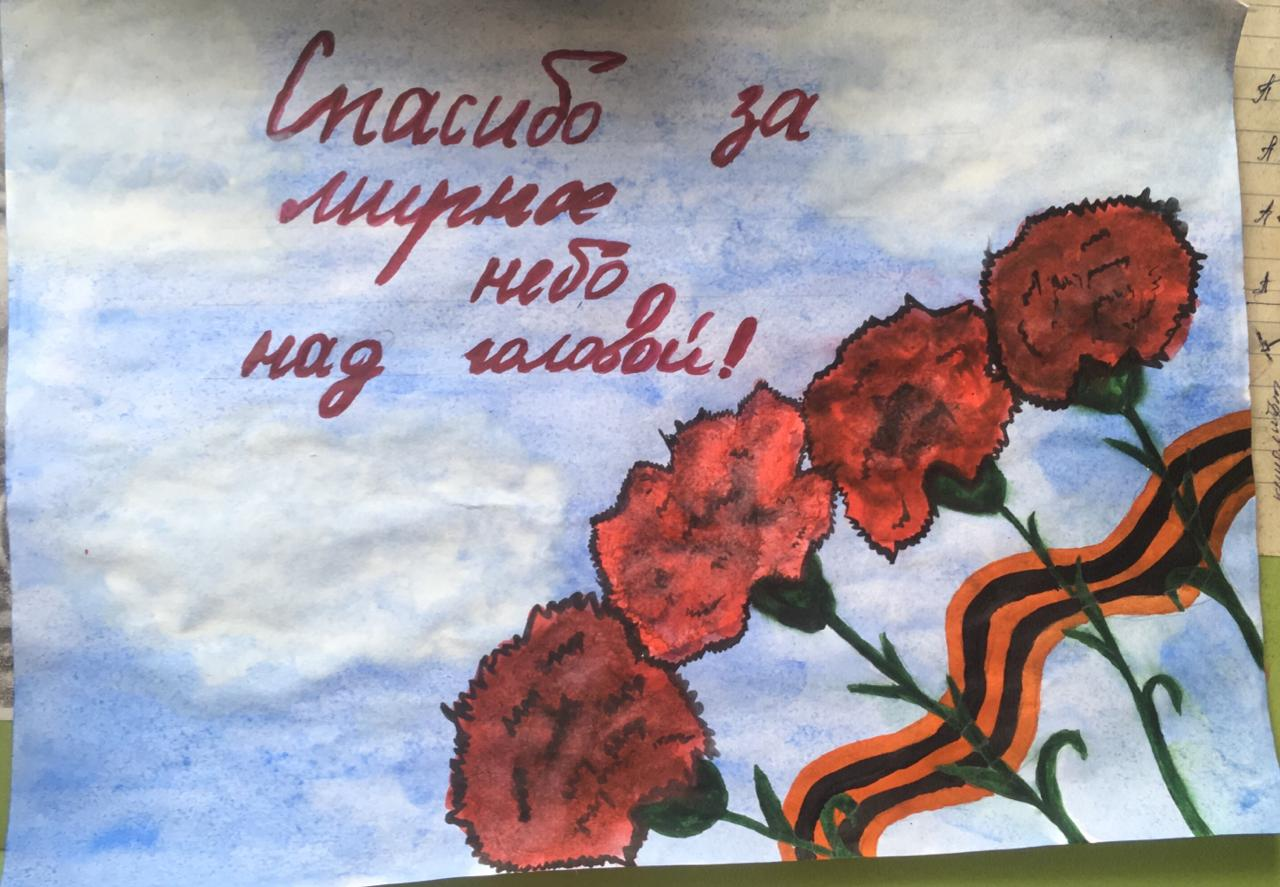 Спасибо за
мирное
небо
над головой!